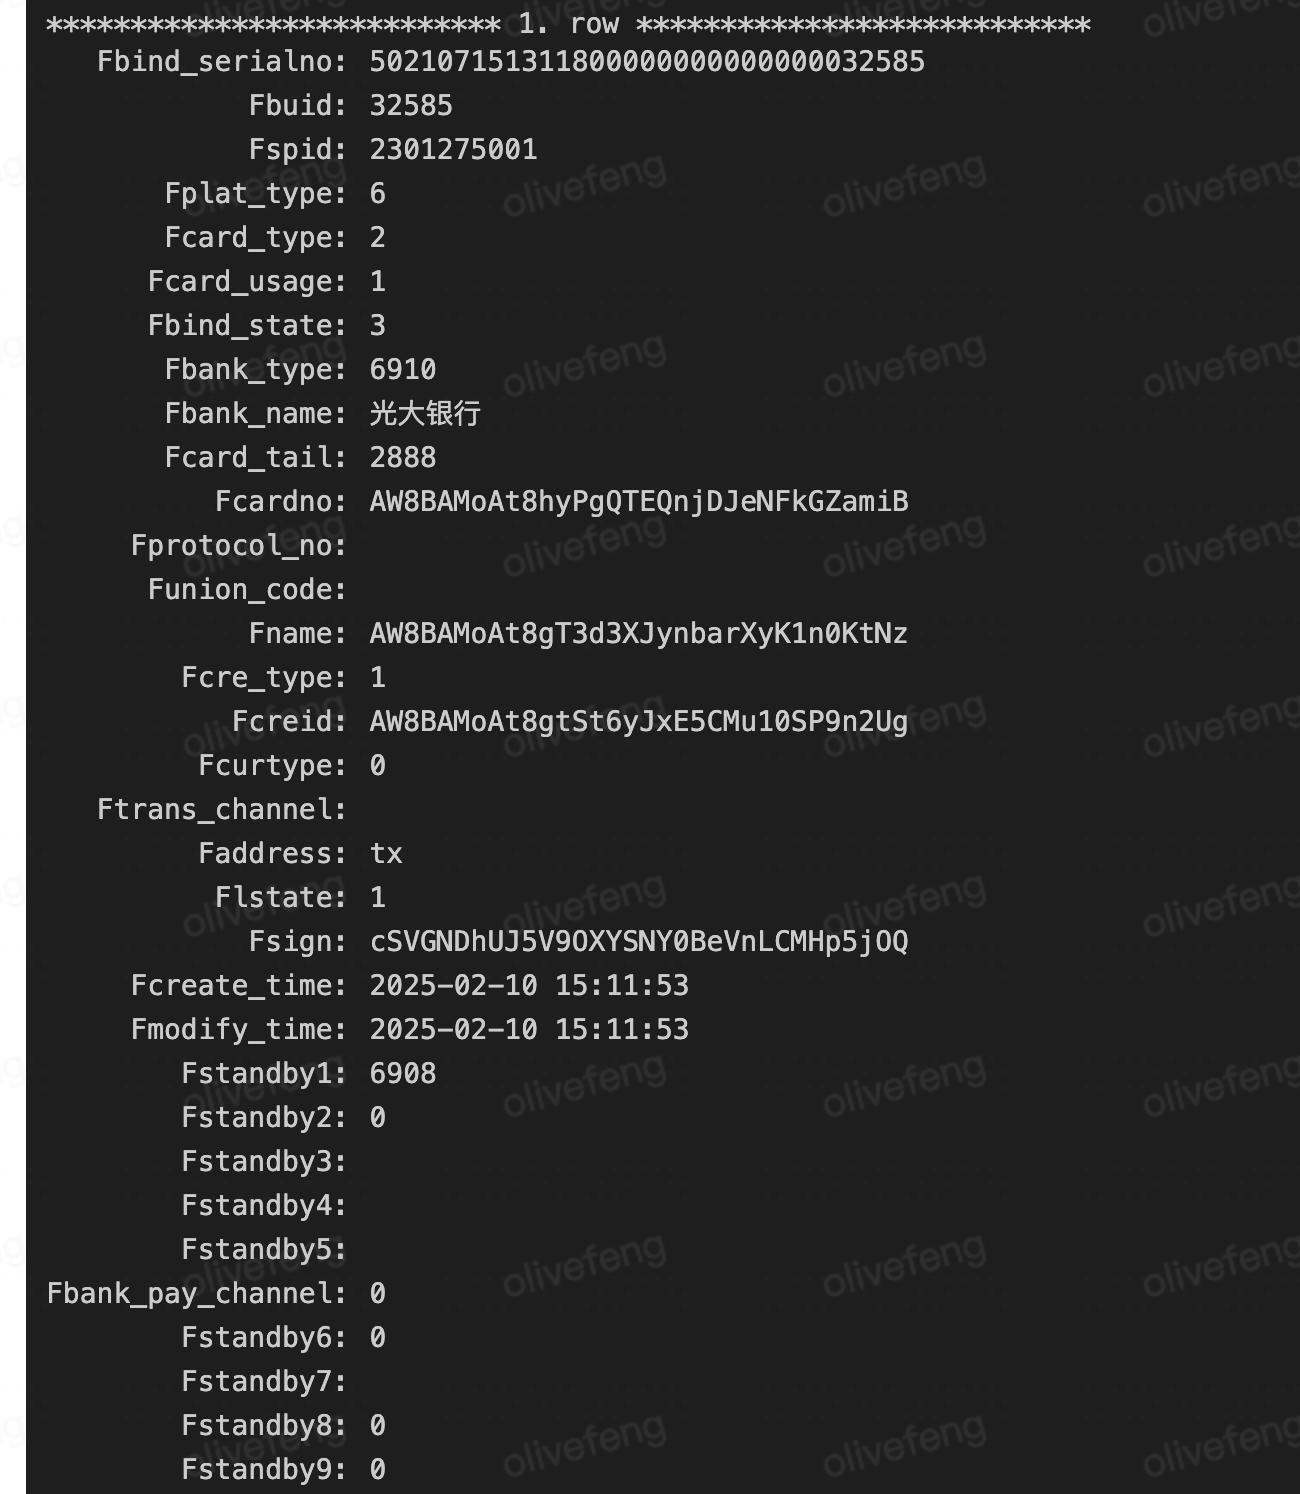 *************************** 1. row ***************************
Fbind_serialno: 502107151311800000000000000032585
Fbuid: 32585
Fspid: 2301275001
Fplat_type: 6
Fcard_type: 2
Fcard_usage: 1
Fbind_state: 3
Fbank_type: 6910
Fbank_name: 光大银行
Fcard_tail: 2888
Fcardno: AW8BAMoAt8hyPgQTEQnjDJeNFkGZamiB
Fprotocol_no:
Funion_code:
Fname: AW8BAMoAt8gT3d3XJynbarXyK1n0KtNz
Fcre_type: 1
Fcreid: AW8BAMoAt8gtSt6yJxE5CMu10SP9n2Ug
Fcurtype: 0
Ftrans_channel:
Faddress: tx
Flstate: 1
Fsign: cSVGNDhUJ5V9OXYSNY0BeVnLCMHp5jOQ
Fcreate_time: 2025-02-10 15:11:53
Fmodify_time: 2025-02-10 15:11:53
Fstandby1: 6908
Fstandby2: 0
Fstandby3:
Fstandby4:
Fstandby5:
Fbank_pay_channel: 0
Fstandby6: 0
Fstandby7:
Fstandby8: 0
Fstandby9: 0
olivefeng